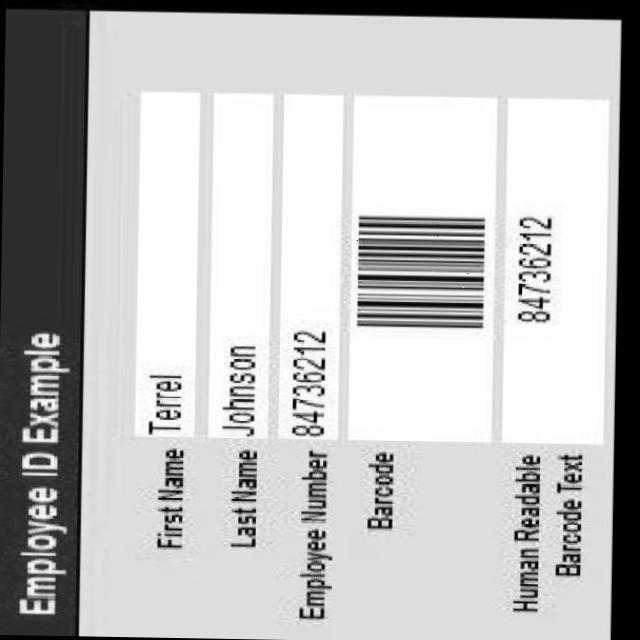 Employee ID Example
First Name Terrel
Last Name Johnson
Employee Number 84736212
Barcode
Human Readable 84736212
Barcode Text